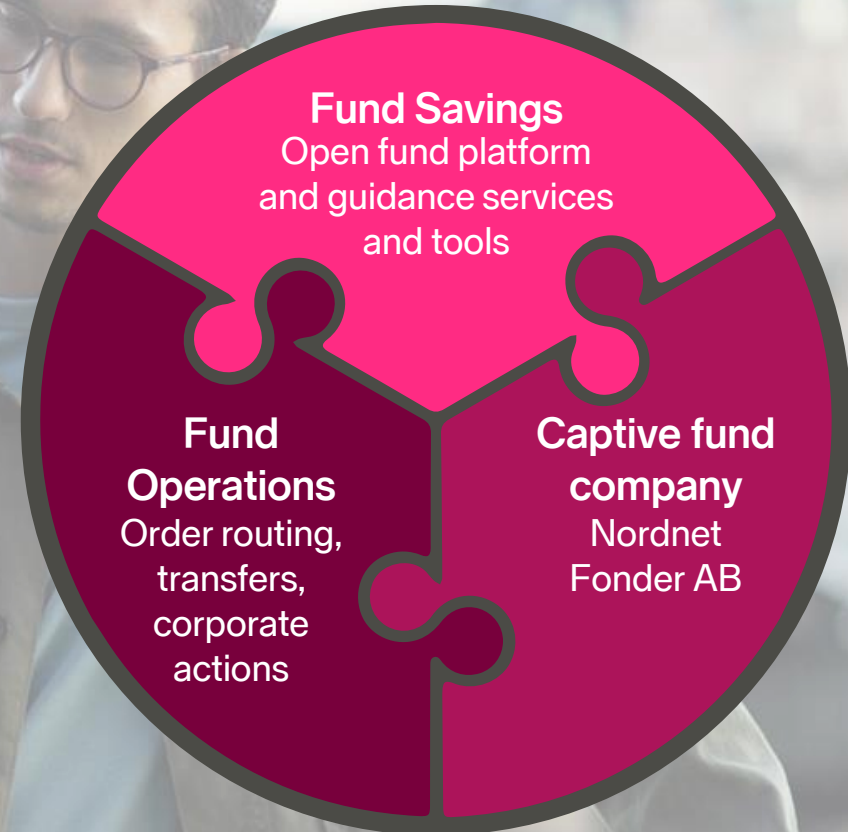 Fund Savings
Open fund platform
and guidance services
and tools
Fund
Operations
Order routing,
transfers,
corporate
actions
Captive fund
company
Nordnet
Fonder AB